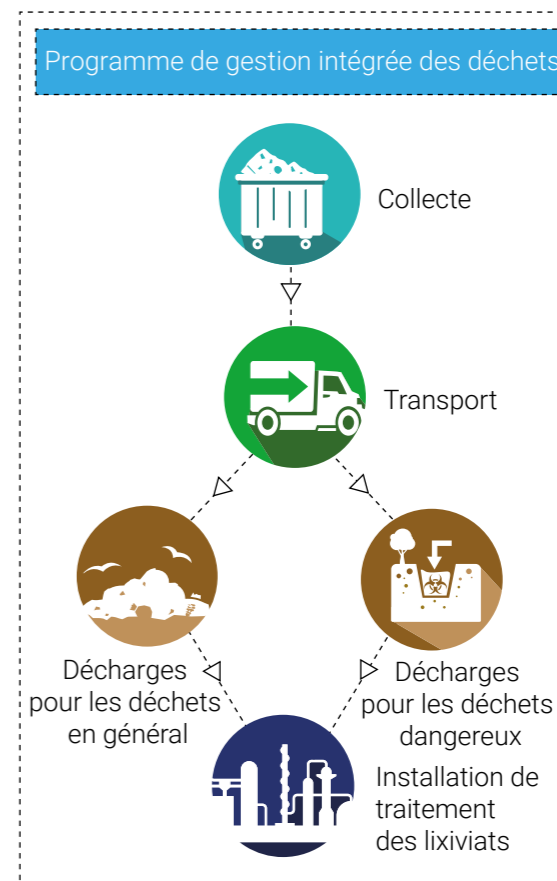 Programme de gestion intégrée des déchets
Collecte
Transport
Décharges
pour les déchets
en général
Décharges
pour les déchets
dangereux
Installation de
traitement
des lixiviats